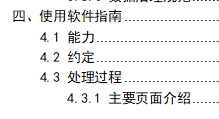 四、使用软件指南......................
4.1 能力......................
4.2 约定......................
4.3 处理过程..................
4.3.1 主要页面介绍......